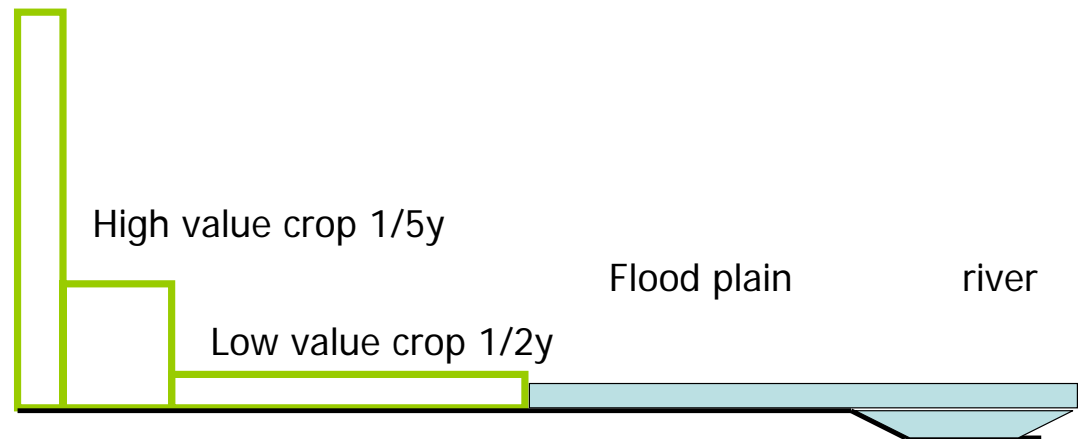 High value crop 1/5y
Flood plain river
Low value crop 1/2y